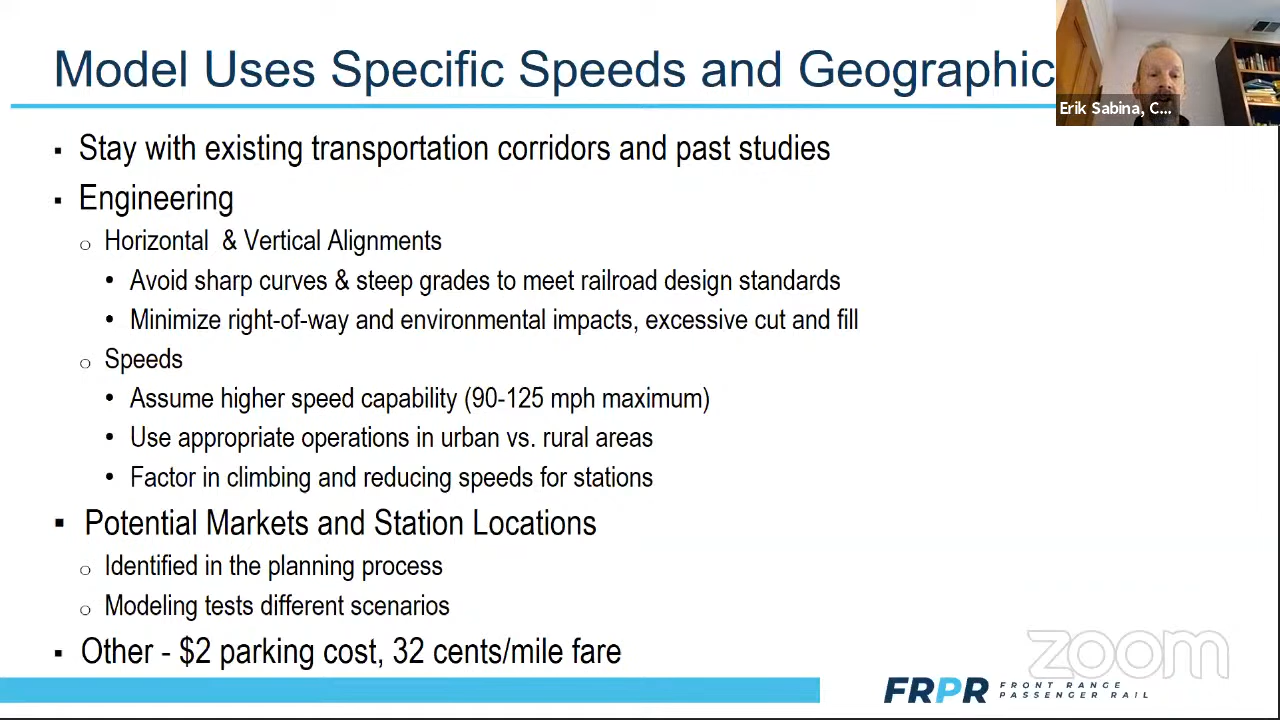 Model Uses Specific Speeds and Geographic
Erik Sabina, C...
▪ Stay with existing transportation corridors and past studies
▪ Engineering
o Horizontal & Vertical Alignments
• Avoid sharp curves & steep grades to meet railroad design standards
• Minimize right-of-way and environmental impacts, excessive cut and fill
o Speeds
• Assume higher speed capability (90-125 mph maximum)
• Use appropriate operations in urban vs. rural areas
• Factor in climbing and reducing speeds for stations
▪ Potential Markets and Station Locations
o Identified in the planning process
o Modeling tests different scenarios
▪ Other - $2 parking cost, 32 cents/mile fare
zoom
FRPR FRONT RANGE
PASSENGER RAIL